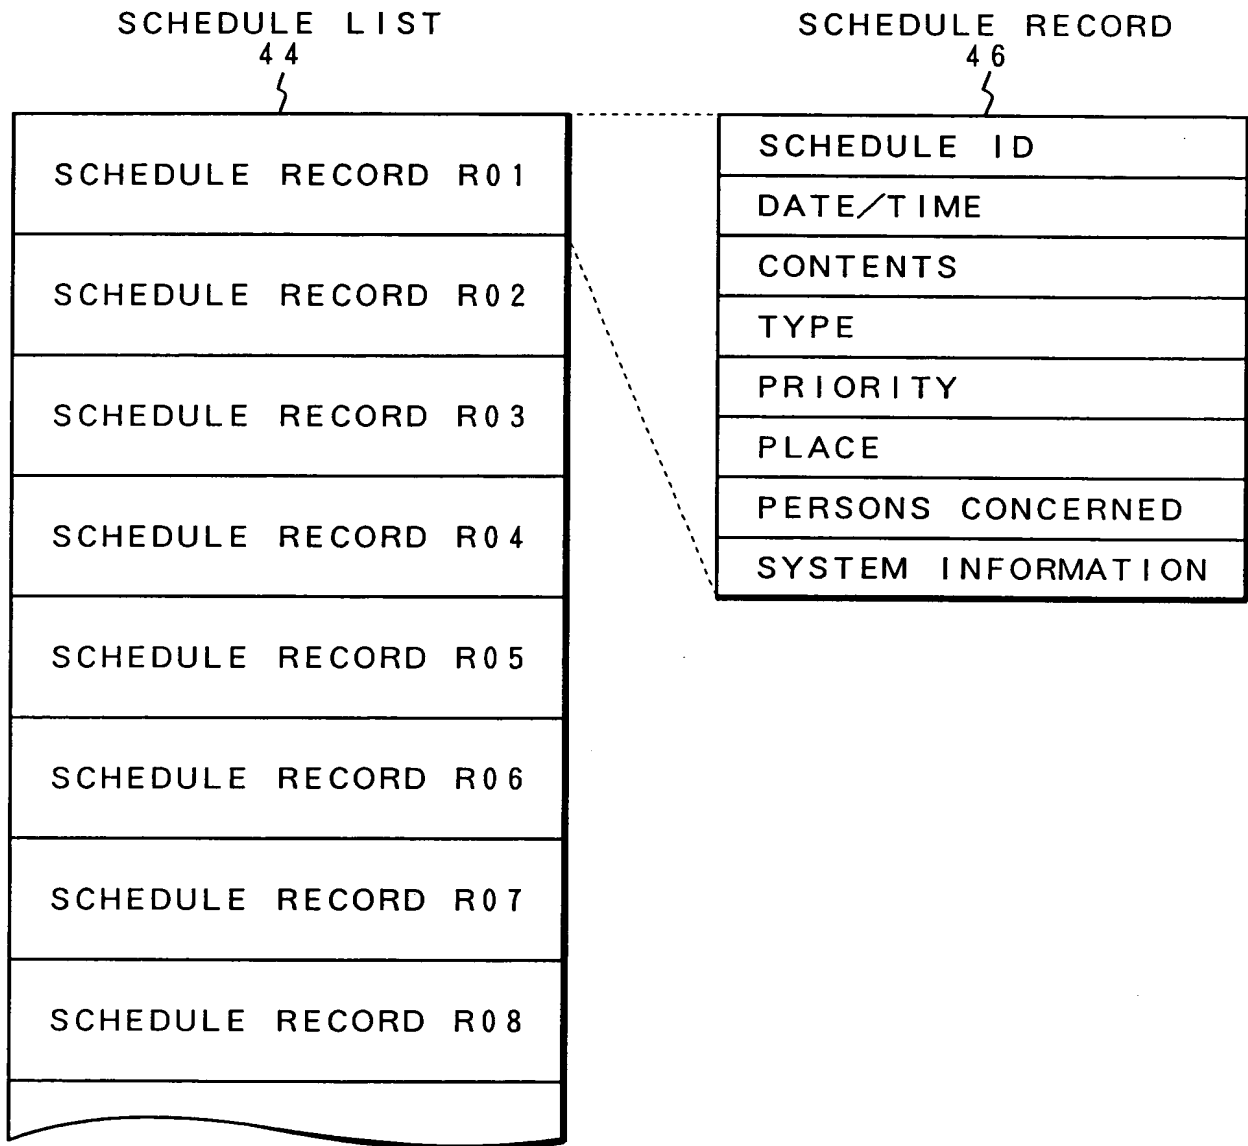 SCHEDULE LIST
44
SCHEDULE RECORD R01
SCHEDULE RECORD R02
SCHEDULE RECORD R03
SCHEDULE RECORD R04
SCHEDULE RECORD R05
SCHEDULE RECORD R06
SCHEDULE RECORD R07
SCHEDULE RECORD R08
SCHEDULE RECORD
46
SCHEDULE ID
DATE/TIME
CONTENTS
TYPE
PRIORITY
PLACE
PERSONS CONCERNED
SYSTEM INFORMATION